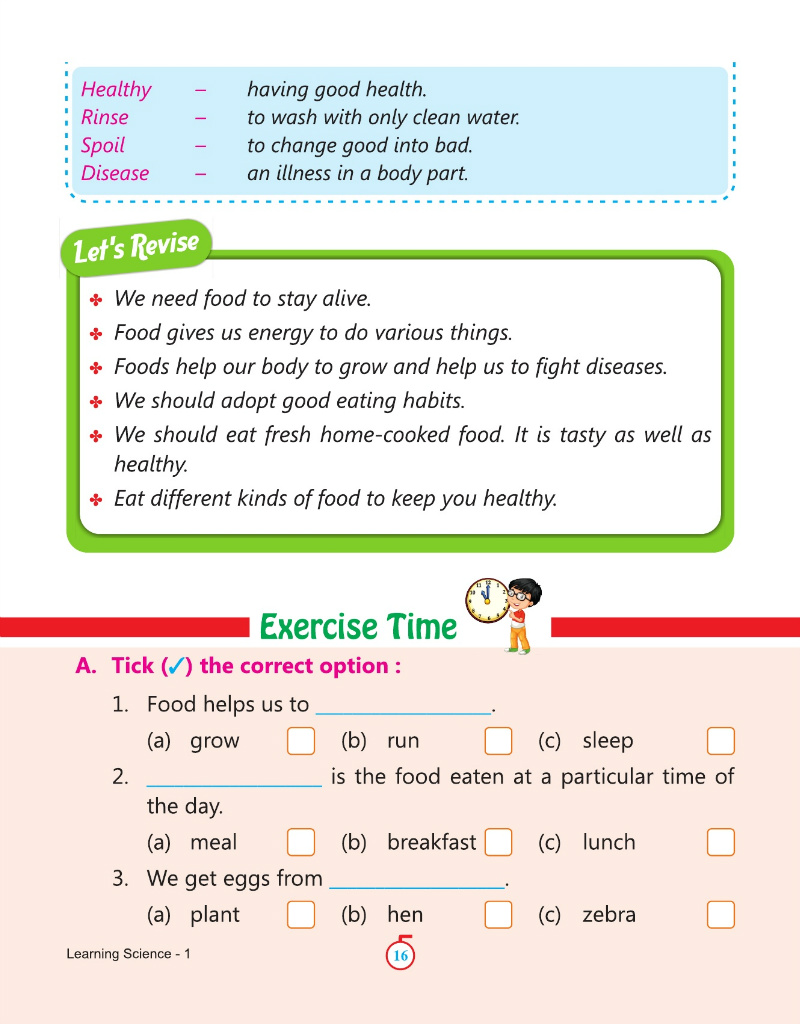 Healthy – having good health.
Rinse – to wash with only clean water.
Spoil – to change good into bad.
Disease – an illness in a body part.
Let's Revise
✤ We need food to stay alive.
✤ Food gives us energy to do various things.
✤ Foods help our body to grow and help us to fight diseases.
✤ We should adopt good eating habits.
✤ We should eat fresh home-cooked food. It is tasty as well as
healthy.
✤ Eat different kinds of food to keep you healthy.
Exercise Time
A. Tick (✓) the correct option :
1. Food helps us to ________________.
(a) grow (b) run (c) sleep
2. ________________ is the food eaten at a particular time of
the day.
(a) meal (b) breakfast (c) lunch
3. We get eggs from ________________.
(a) plant (b) hen (c) zebra
Learning Science - 1
16